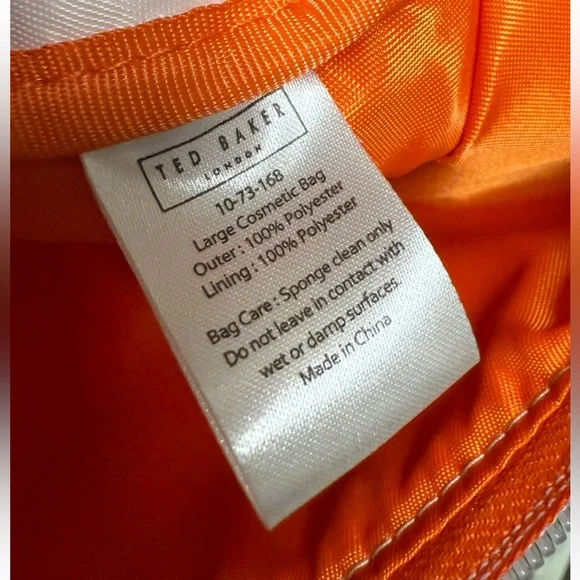 TED BAKER
LONDON
10-73-168
Large Cosmetic Bag
Outer : 100% Polyester
Lining : 100% Polyester
Bag Care : Sponge clean only
Do not leave in contact with
wet or damp surfaces.
Made in China